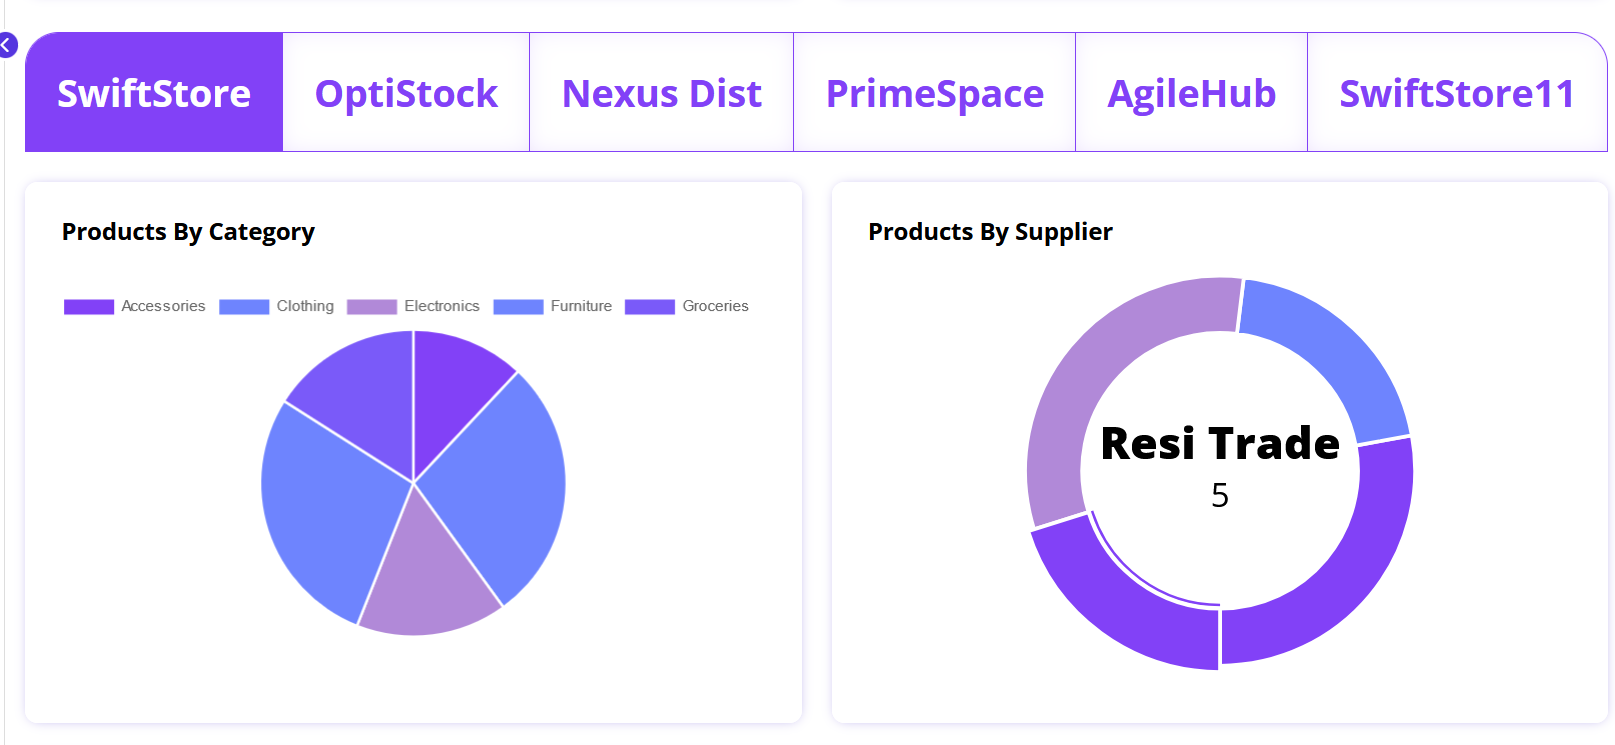 SwiftStore OptiStock Nexus Dist PrimeSpace AgileHub SwiftStore11
Products By Category
Accessories Clothing Electronics Furniture Groceries
Products By Supplier
Resi Trade
5